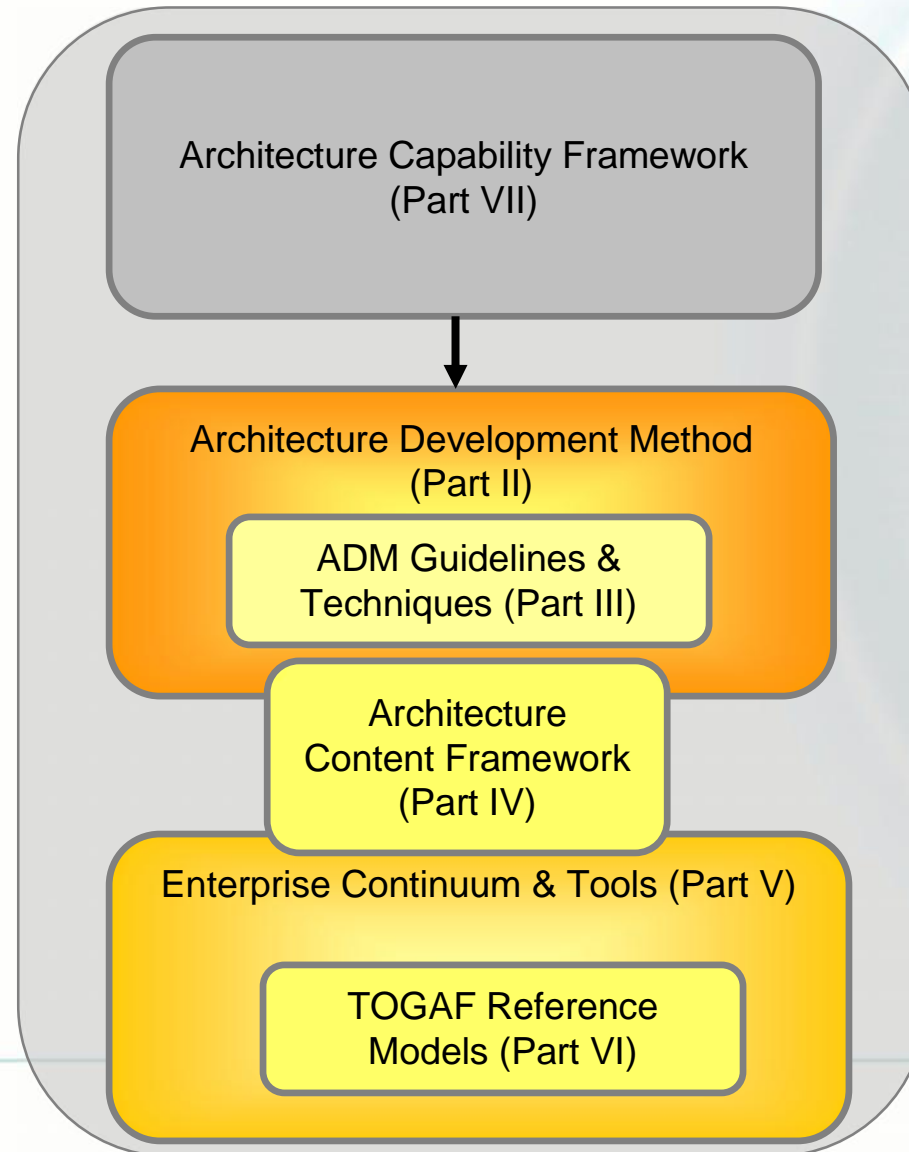 Architecture Capability Framework
(Part VII)
Architecture Development Method
(Part II)
ADM Guidelines &
Techniques (Part III)
Architecture
Content Framework
(Part IV)
Enterprise Continuum & Tools (Part V)
TOGAF Reference
Models (Part VI)